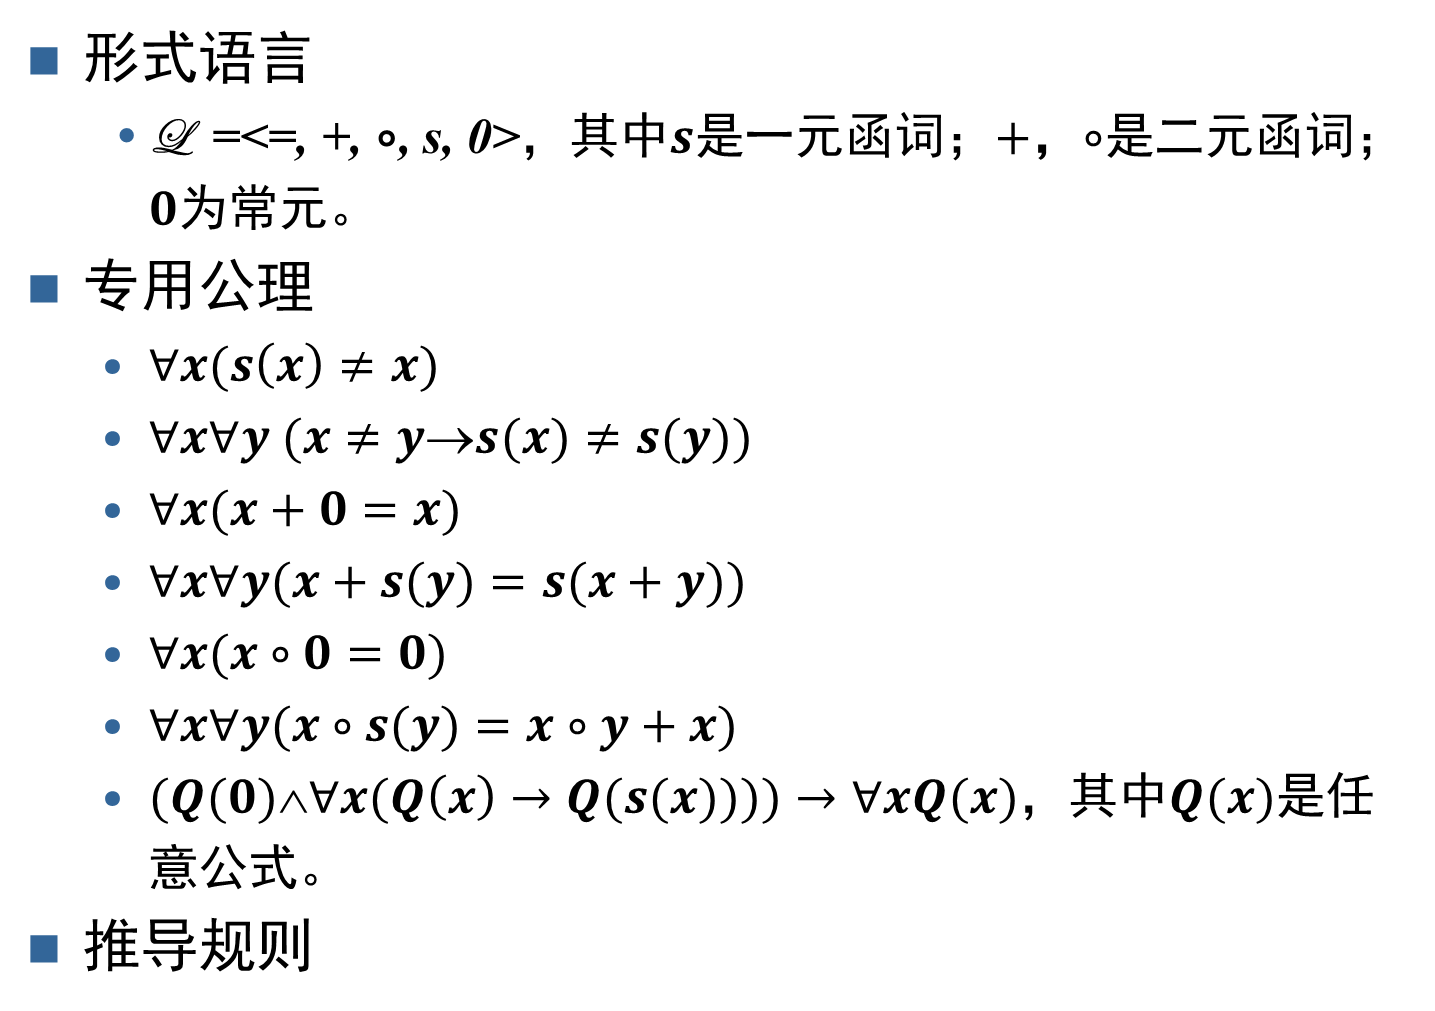 形式语言
ℒ =<=, +, ∘, s, 0>，其中s是一元函词；+，∘是二元函词；
0为常元。
专用公理
∀x(s(x) ≠ x)
∀x∀y (x ≠ y→s(x) ≠ s(y))
∀x(x + 0 = x)
∀x∀y(x + s(y) = s(x + y))
∀x(x ∘ 0 = 0)
∀x∀y(x ∘ s(y) = x ∘ y + x)
(Q(0)∧∀x(Q(x) → Q(s(x)))) → ∀xQ(x)，其中Q(x)是任
意公式。
推导规则